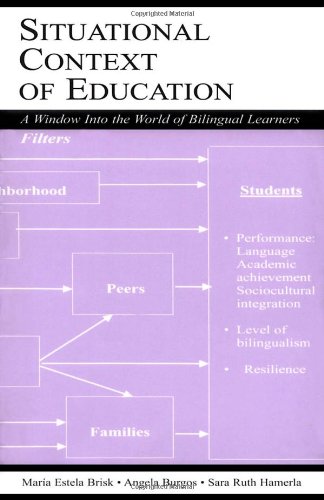 SITUATIONAL
CONTEXT
OF EDUCATION
A Window Into the World of Bilingual Learners
Filters
hborhood
Peers
Families
Students
• Performance:
Language
Academic
achievement
Sociocultural
integration
• Level of
bilingualism
• Resilience
María Estela Brisk • Angela Burgos • Sara Ruth Hamerla